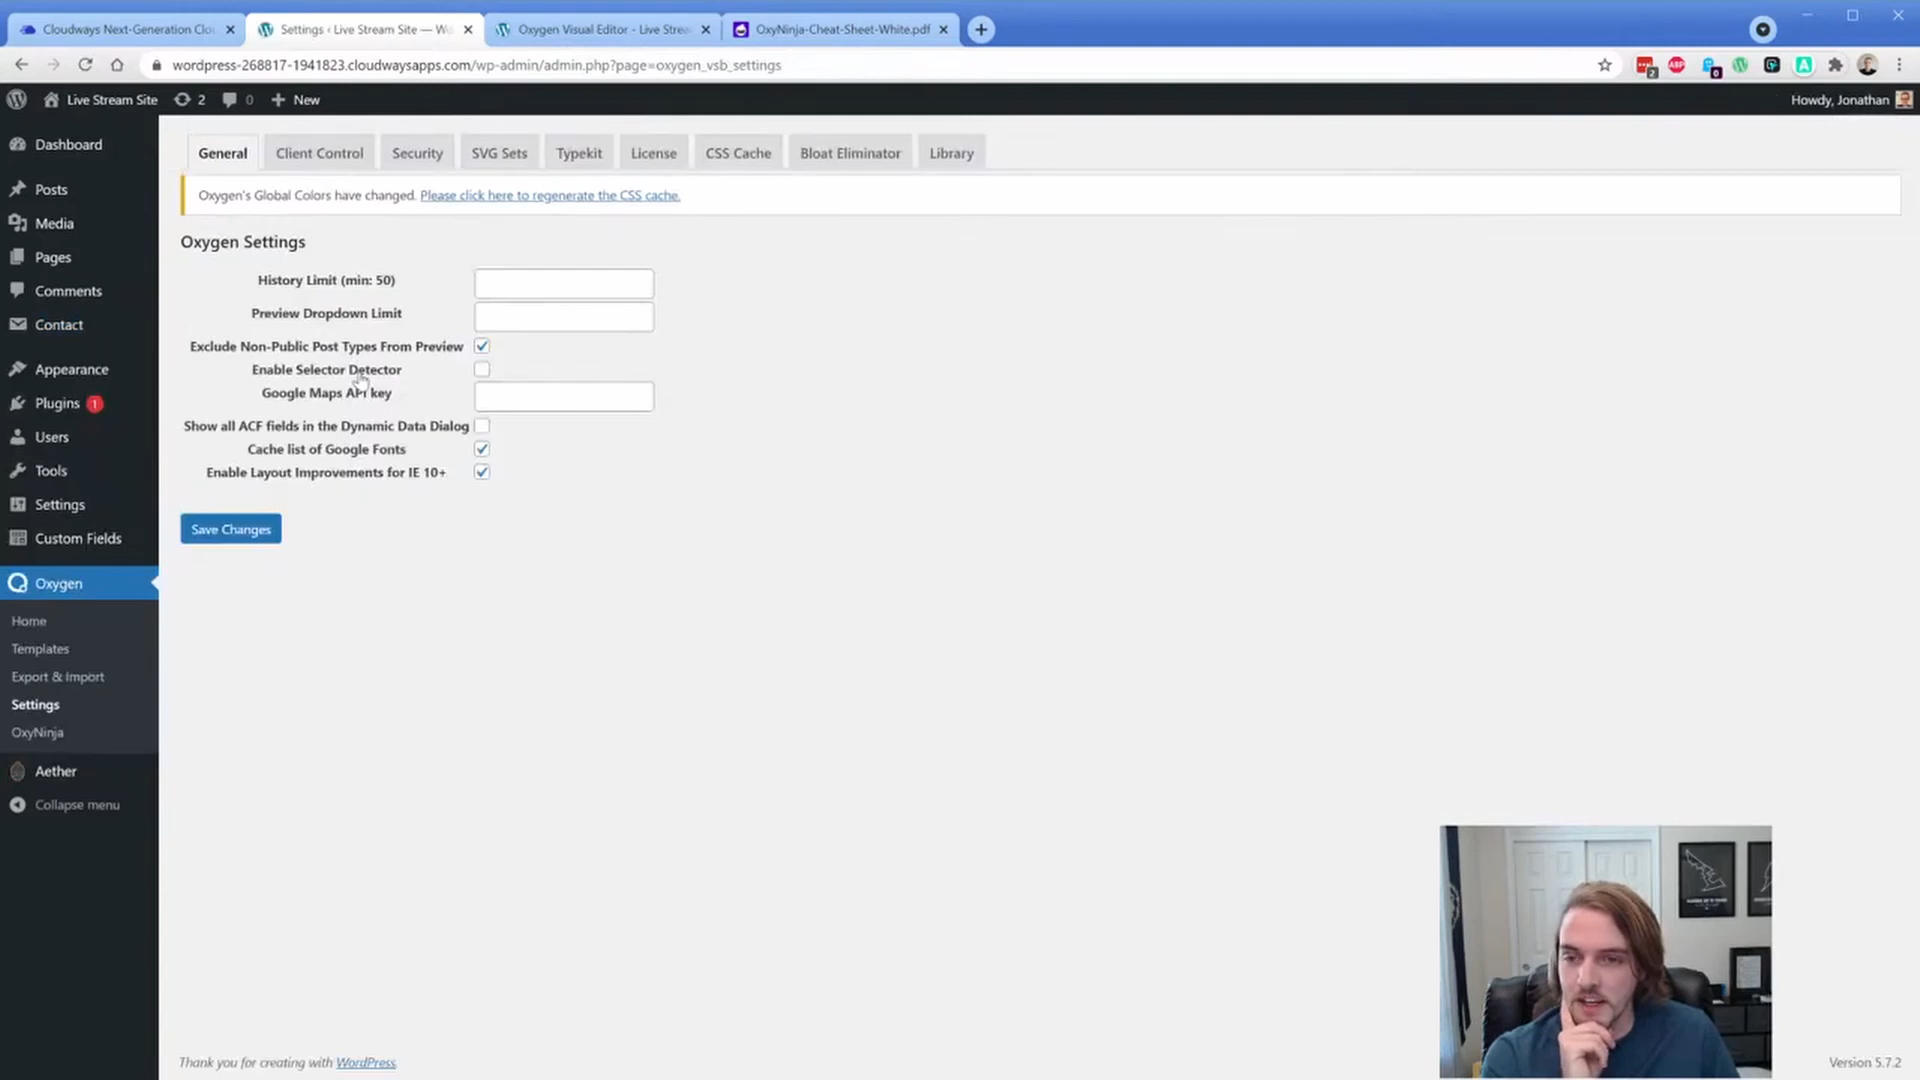 Cloudways Next-Generation Clou
Settings ‹ Live Stream Site — Wo
Oxygen Visual Editor - Live Strea
OxyNinja-Cheat-Sheet-White.pdf
wordpress-268817-1941823.cloudwaysapps.com/wp-admin/admin.php?page=oxygen_vsb_settings
Live Stream Site
2
0
New
Howdy, Jonathan
Dashboard
Posts
Media
Pages
Comments
Contact
Appearance
Plugins 1
Users
Tools
Settings
Custom Fields
Oxygen
Home
Templates
Export & Import
Settings
OxyNinja
Aether
Collapse menu
General
Client Control
Security
SVG Sets
Typekit
License
CSS Cache
Bloat Eliminator
Library
Oxygen's Global Colors have changed. Please click here to regenerate the CSS cache.
Oxygen Settings
History Limit (min: 50)
Preview Dropdown Limit
Exclude Non-Public Post Types From Preview
Enable Selector Detector
Google Maps API key
Show all ACF fields in the Dynamic Data Dialog
Cache list of Google Fonts
Enable Layout Improvements for IE 10+
Save Changes
Thank you for creating with WordPress.
Version 5.7.2